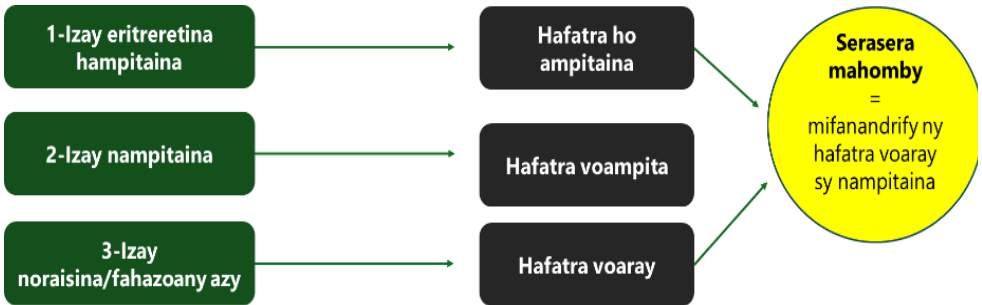 1-Izay eritreretina
hampitaina
Hafatra ho
ampitaina
2-Izay nampitaina
Hafatra voampita
3-Izay
noraisina/fahazoany azy
Hafatra voaray
Serasera
mahomby
=
mifanandrify ny
hafatra voaray
sy nampitaina